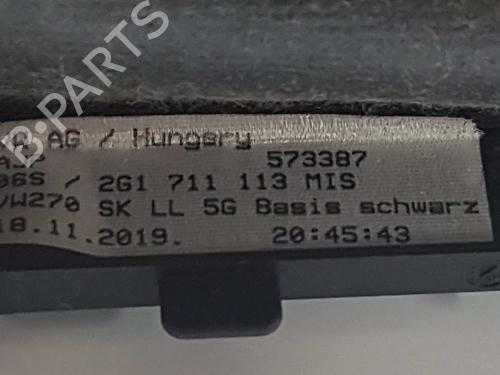 AG / Hungary
573387
06S / 2G1 711 113 MIS
VW270 SK LL 5G Basis schwarz
18.11.2019. 20:45:43
B-PARTS